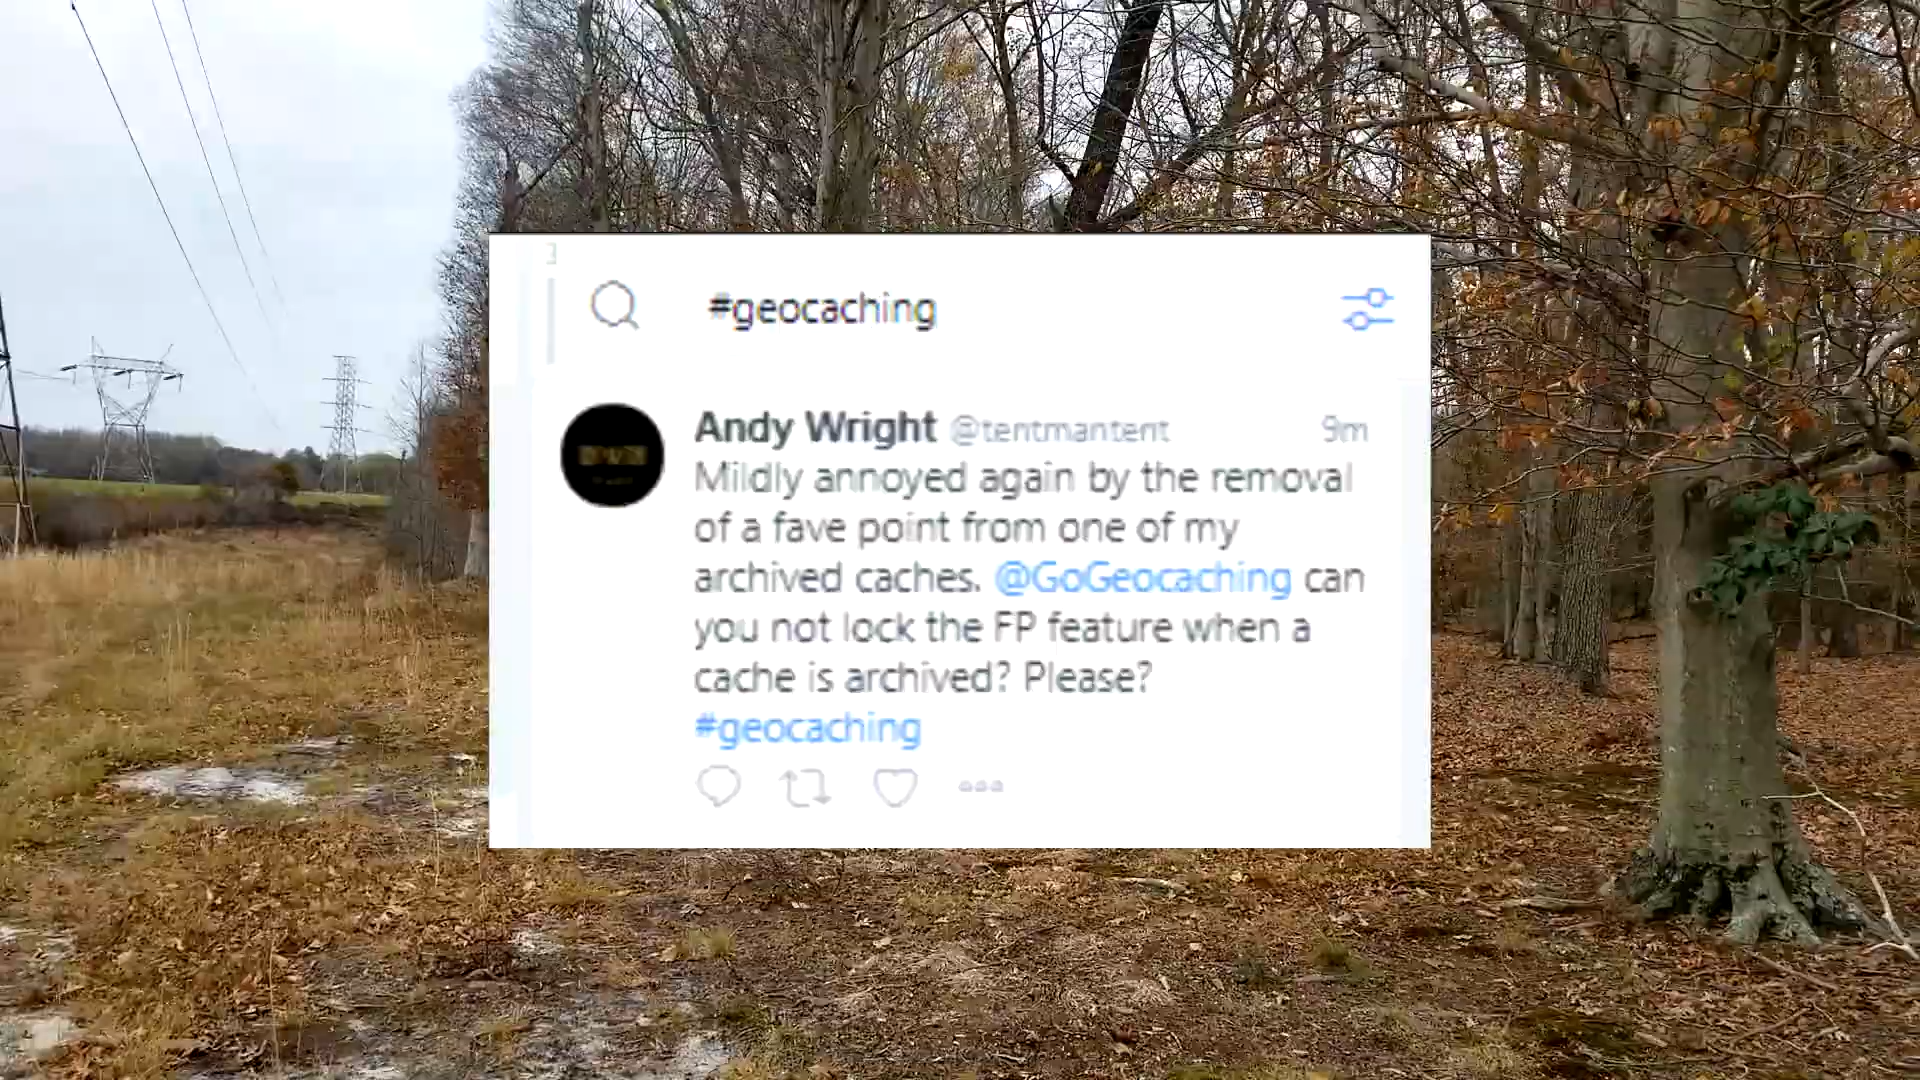 #geocaching
Andy Wright @tentmantent 9m
Mildly annoyed again by the removal
of a fave point from one of my
archived caches. @GoGeocaching can
you not lock the FP feature when a
cache is archived? Please?
#geocaching